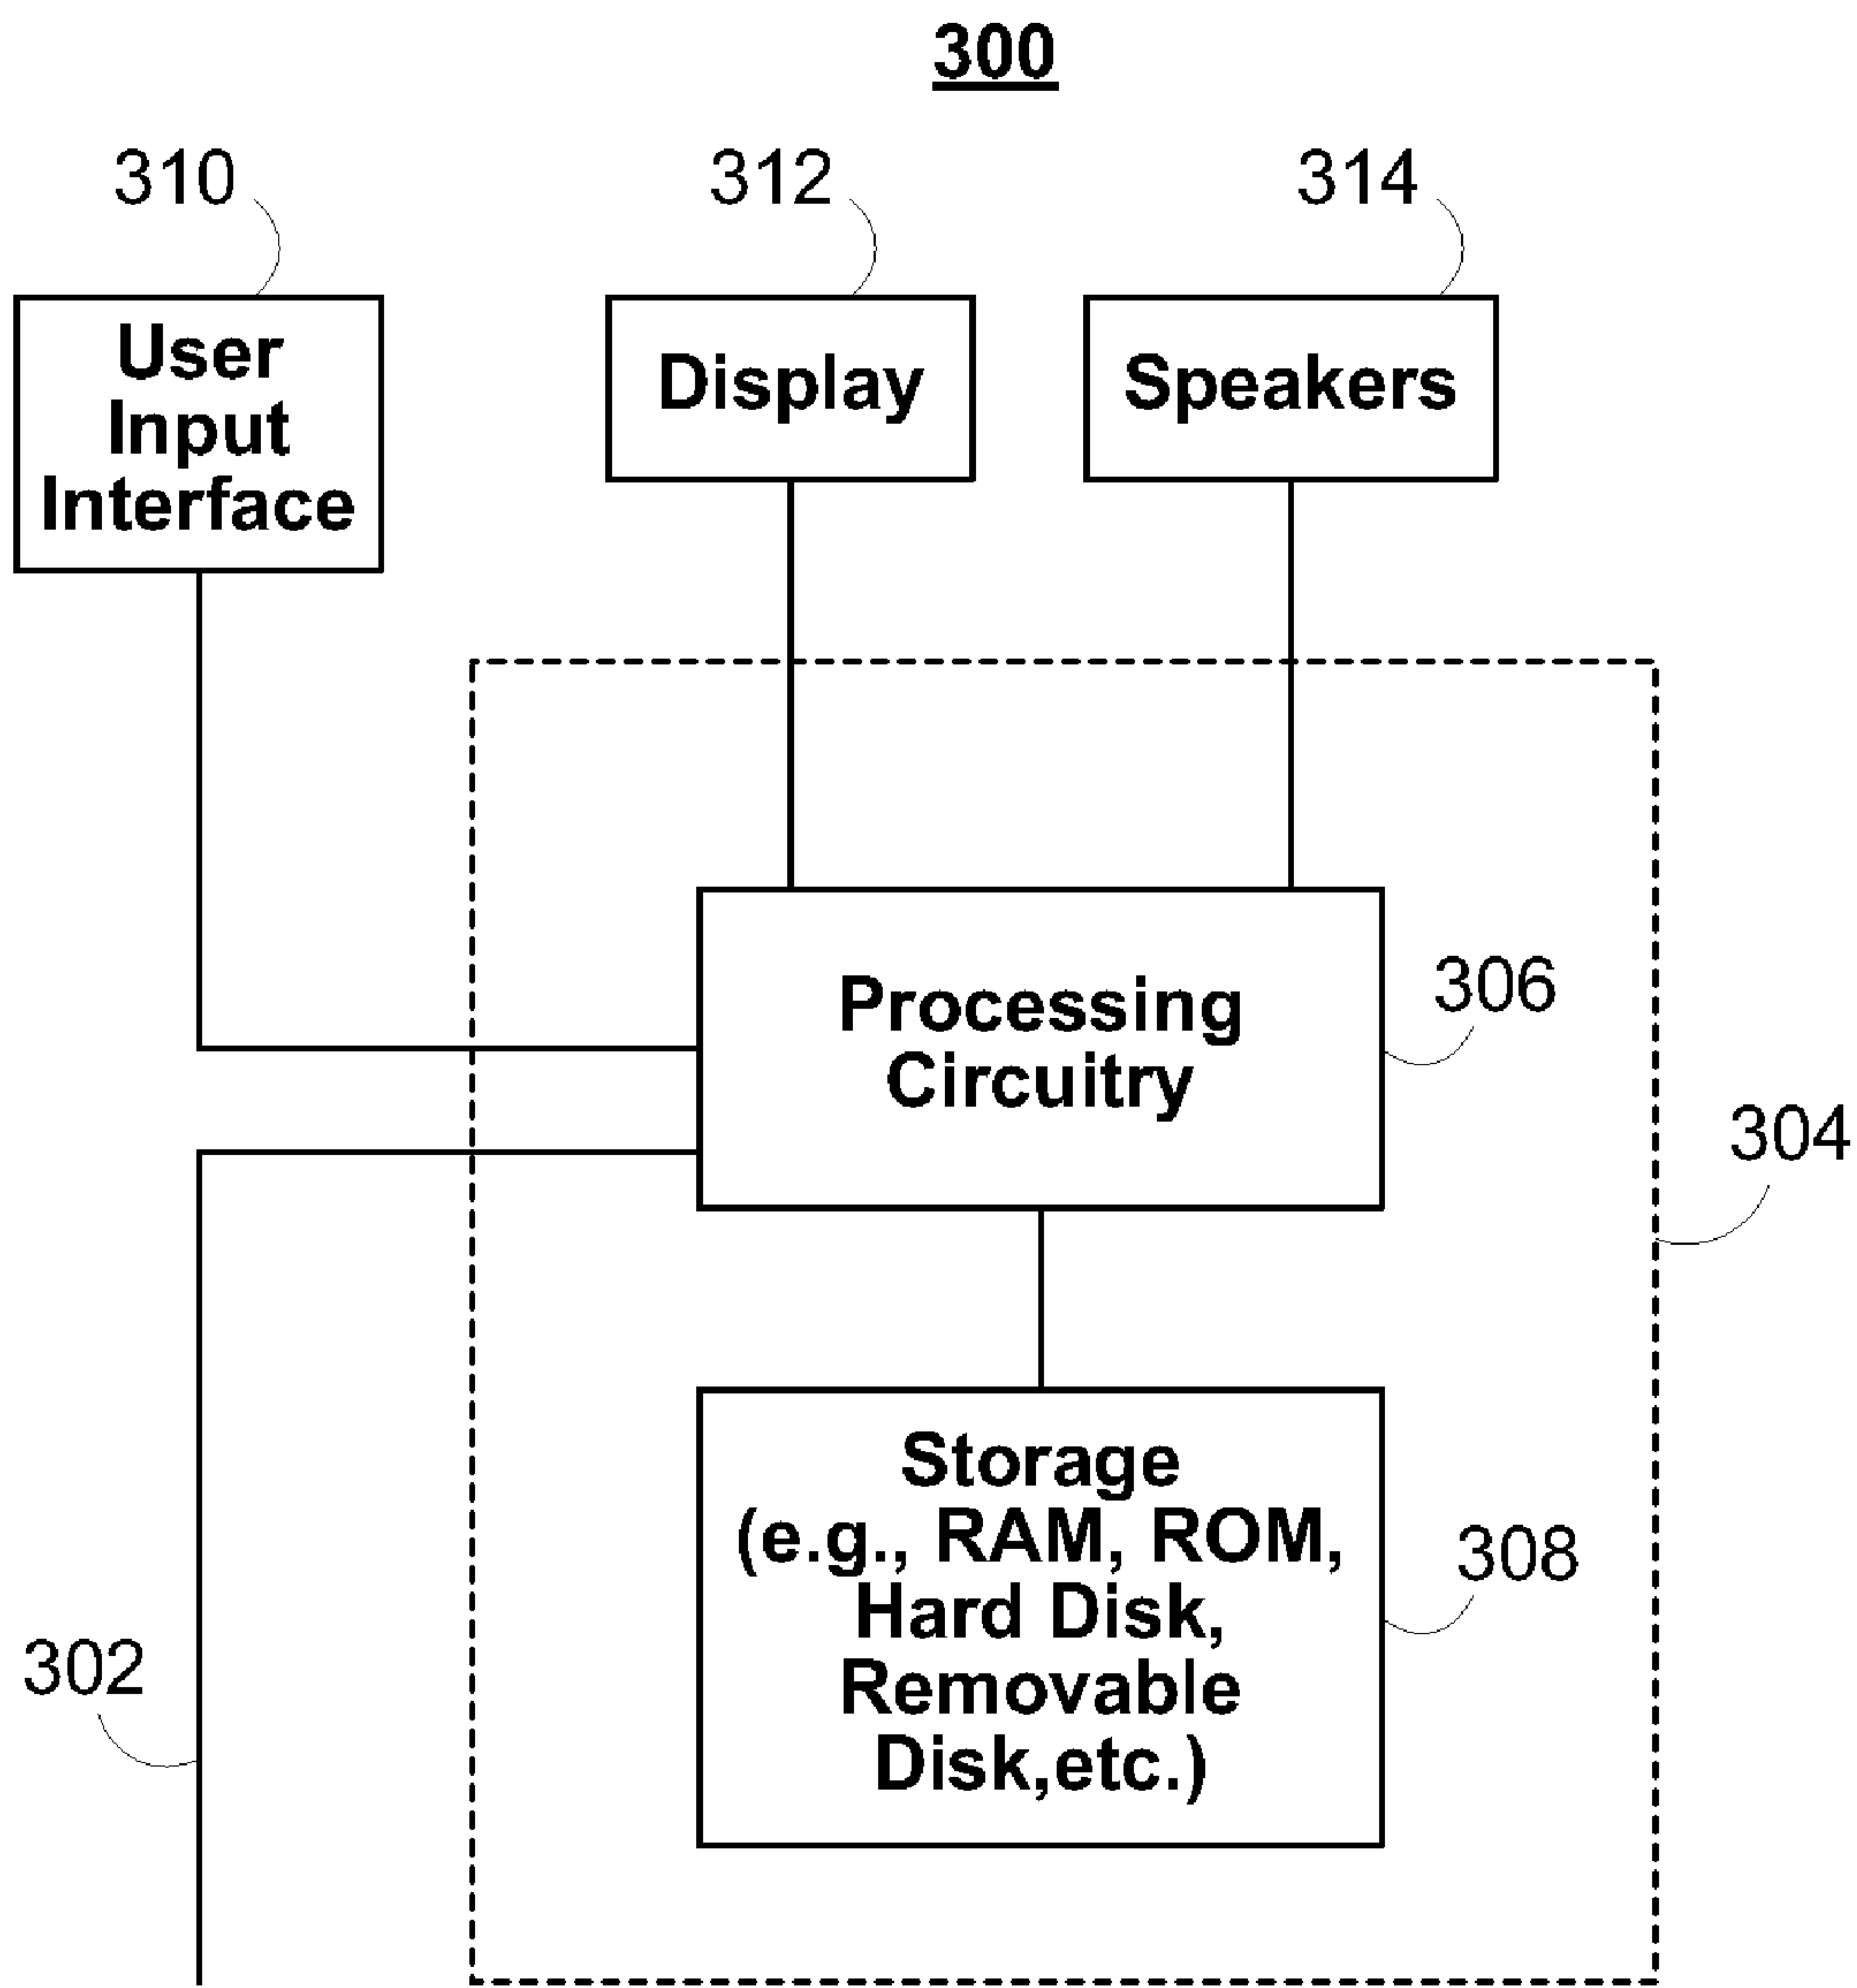 300
310
312
314
User
Input
Interface
Display
Speakers
Processing
Circuitry
306
304
Storage
(e.g., RAM, ROM,
Hard Disk,
Removable
Disk,etc.)
308
302